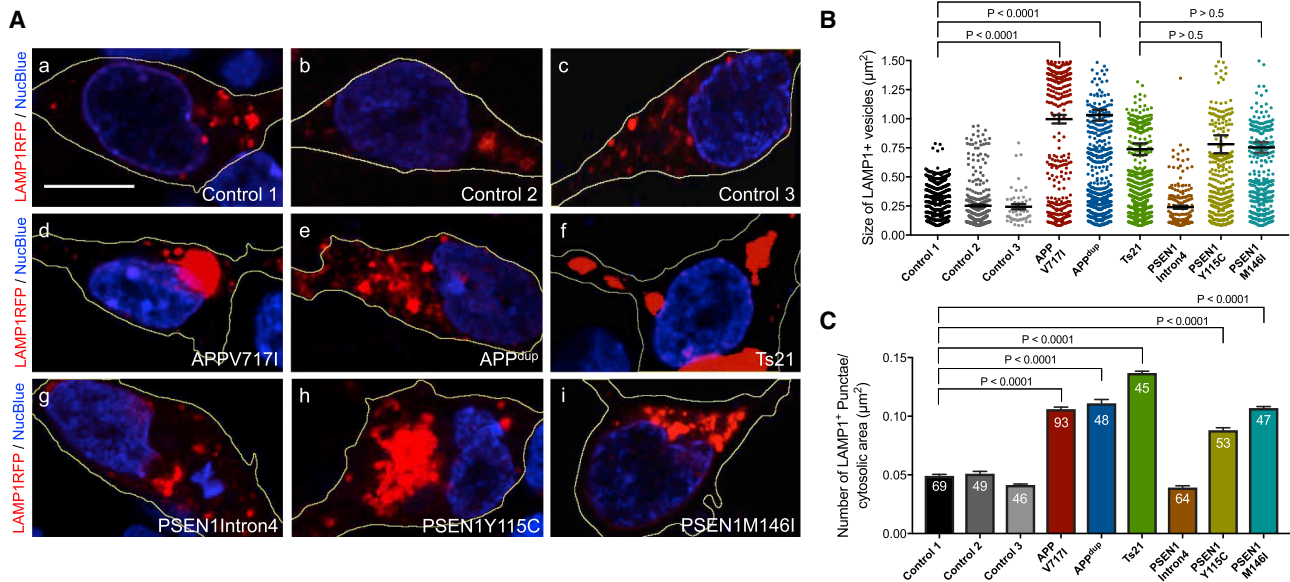 A
LAMP1RFP / NucBlue
a
Control 1
b
Control 2
c
Control 3
LAMP1RFP / NucBlue
d
APPV717I
e
APPdup
f
Ts21
LAMP1RFP / NucBlue
g
PSEN1Intron4
h
PSEN1Y115C
i
PSEN1M146I
B
P < 0.0001
P > 0.5
P < 0.0001
P > 0.5
Size of LAMP1+ vesicles (µm2)
1.50
1.25
1.00
0.75
0.50
0.25
0.00
Control 1
Control 2
Control 3
APP V717I
APPdup
Ts21
PSEN1 Intron4
PSEN1 Y115C
PSEN1 M146I
C
P < 0.0001
P < 0.0001
P < 0.0001
P < 0.0001
P < 0.0001
Number of LAMP1+ Punctae/
cytosolic area (µm2)
0.15
0.10
0.05
0.00
69
49
46
93
48
45
64
53
47
Control 1
Control 2
Control 3
APP V717I
APPdup
Ts21
PSEN1 Intron4
PSEN1 Y115C
PSEN1 M146I